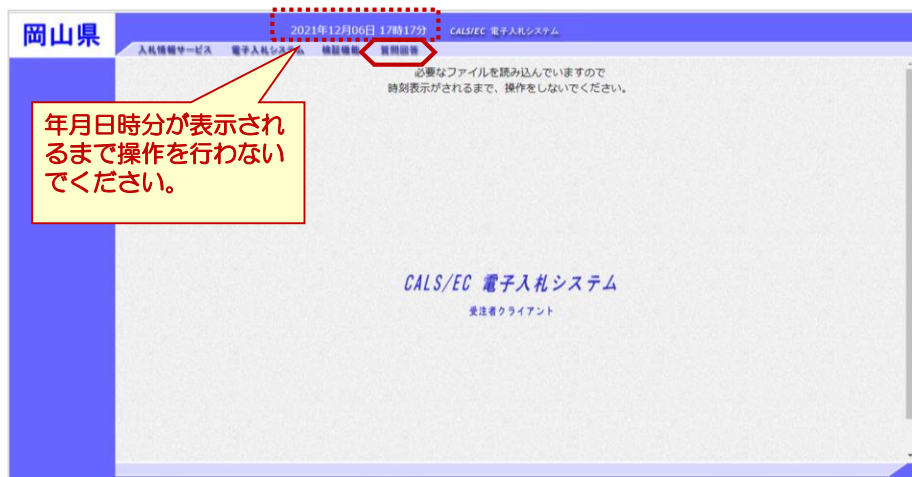 岡山県
2021年12月06日 17時17分 CALS/EC 電子入札システム
入札情報サービス 電子入札システム 検証機能 質問回答
必要なファイルを読み込んでいますので
時刻表示がされるまで、操作をしないでください。
年月日時分が表示され
るまで操作を行わない
でください。
CALS/EC 電子入札システム
受注者クライアント